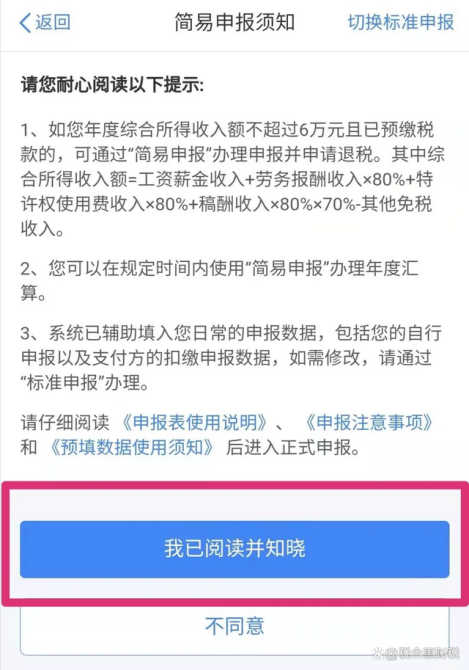 返回 简易申报须知 切换标准申报
请您耐心阅读以下提示:
1、如您年度综合所得收入额不超过6万元且已预缴税
款的，可通过“简易申报”办理申报并申请退税。其中综
合所得收入额=工资薪金收入+劳务报酬收入×80%+特
许权使用费收入×80%+稿酬收入×80%×70%-其他免税
收入。
2、您可以在规定时间内使用“简易申报”办理年度汇
算。
3、系统已辅助填入您日常的申报数据，包括您的自行
申报以及支付方的扣缴申报数据，如需修改，请通过
“标准申报”办理。
请仔细阅读 《申报表使用说明》、 《申报注意事项》
和 《预填数据使用须知》 后进入正式申报。
我已阅读并知晓
不同意